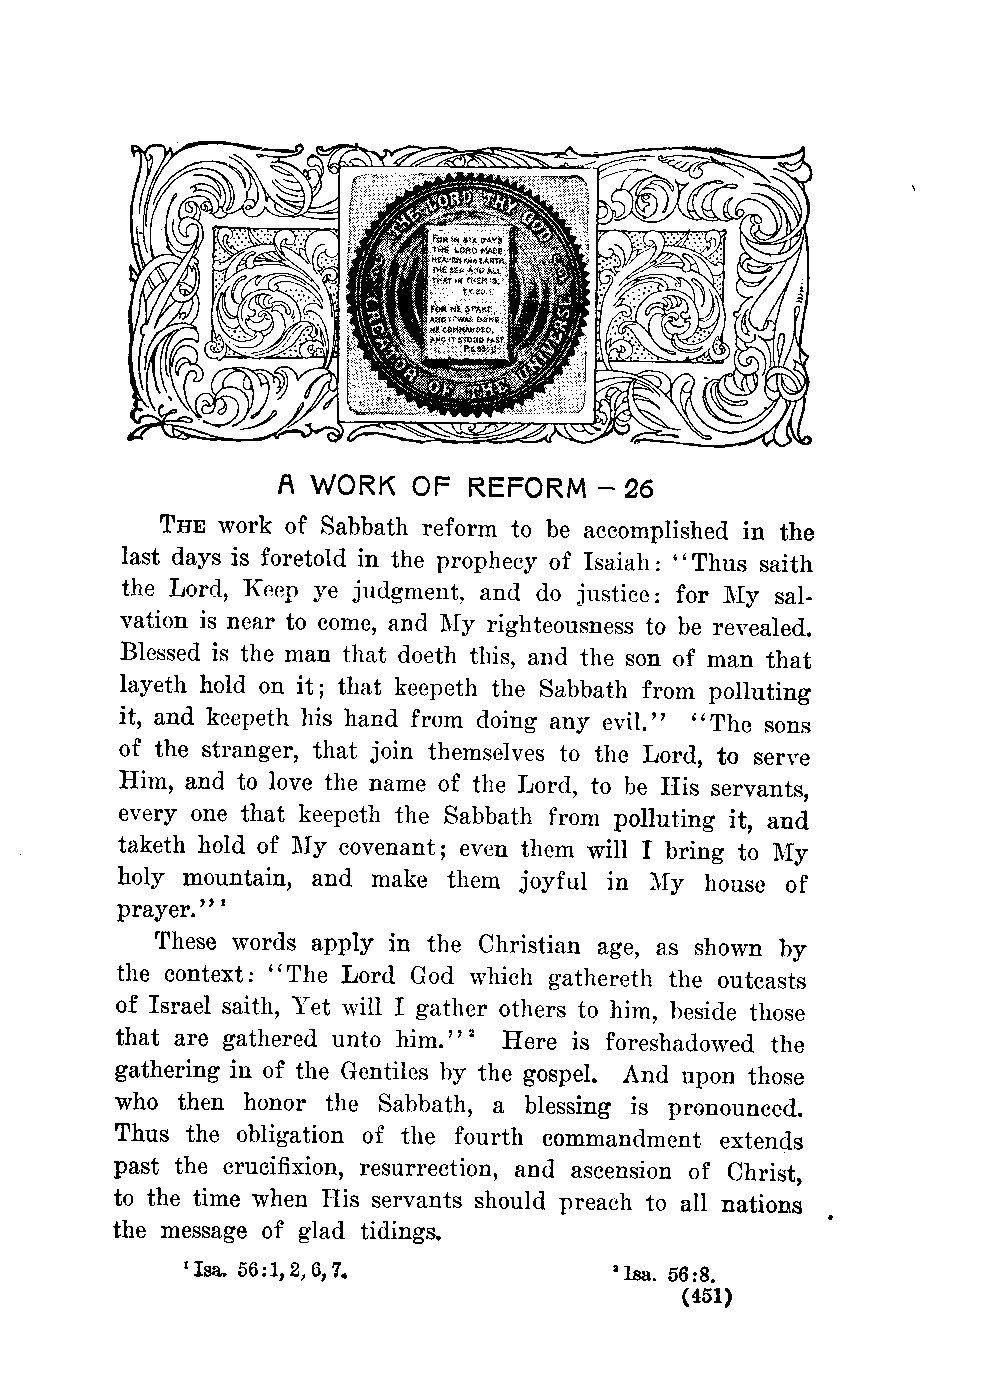 THE LORD THY GOD
CREATOR OF THE UNIVERSE
FOR IN SIX DAYS
THE LORD MADE
HEAVEN AND EARTH,
THE SEA AND ALL
THAT IN THEM IS.
FOR HE SPAKE,
AND IT WAS DONE;
HE COMMANDED,
AND IT STOOD FAST
A WORK OF REFORM – 26
THE work of Sabbath reform to be accomplished in the
last days is foretold in the prophecy of Isaiah: “Thus saith
the Lord, Keep ye judgment, and do justice: for My sal-
vation is near to come, and My righteousness to be revealed.
Blessed is the man that doeth this, and the son of man that
layeth hold on it; that keepeth the Sabbath from polluting
it, and keepeth his hand from doing any evil.” “The sons
of the stranger, that join themselves to the Lord, to serve
Him, and to love the name of the Lord, to be His servants,
every one that keepeth the Sabbath from polluting it, and
taketh hold of My covenant; even them will I bring to My
holy mountain, and make them joyful in My house of
prayer.”¹
These words apply in the Christian age, as shown by
the context: “The Lord God which gathereth the outcasts
of Israel saith, Yet will I gather others to him, beside those
that are gathered unto him.”² Here is foreshadowed the
gathering in of the Gentiles by the gospel. And upon those
who then honor the Sabbath, a blessing is pronounced.
Thus the obligation of the fourth commandment extends
past the crucifixion, resurrection, and ascension of Christ,
to the time when His servants should preach to all nations
the message of glad tidings.
¹ Isa. 56:1, 2, 6, 7.
² Isa. 56:8.
(451)